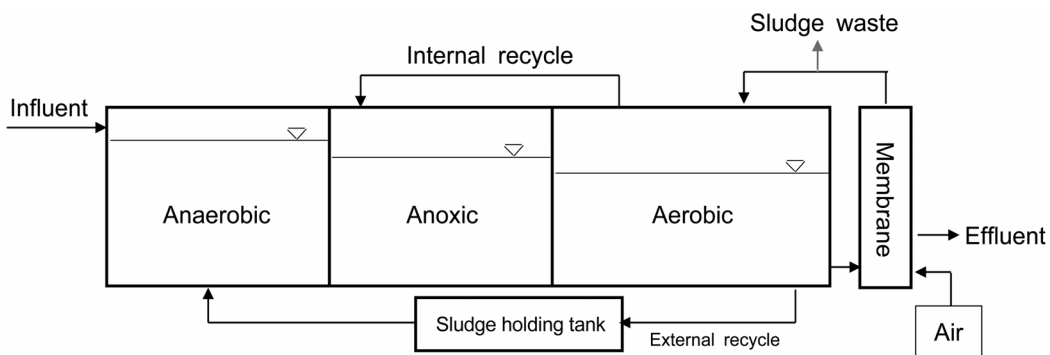 Sludge waste
Internal recycle
Influent
Anaerobic
Anoxic
Aerobic
Membrane
Effluent
Sludge holding tank
External recycle
Air